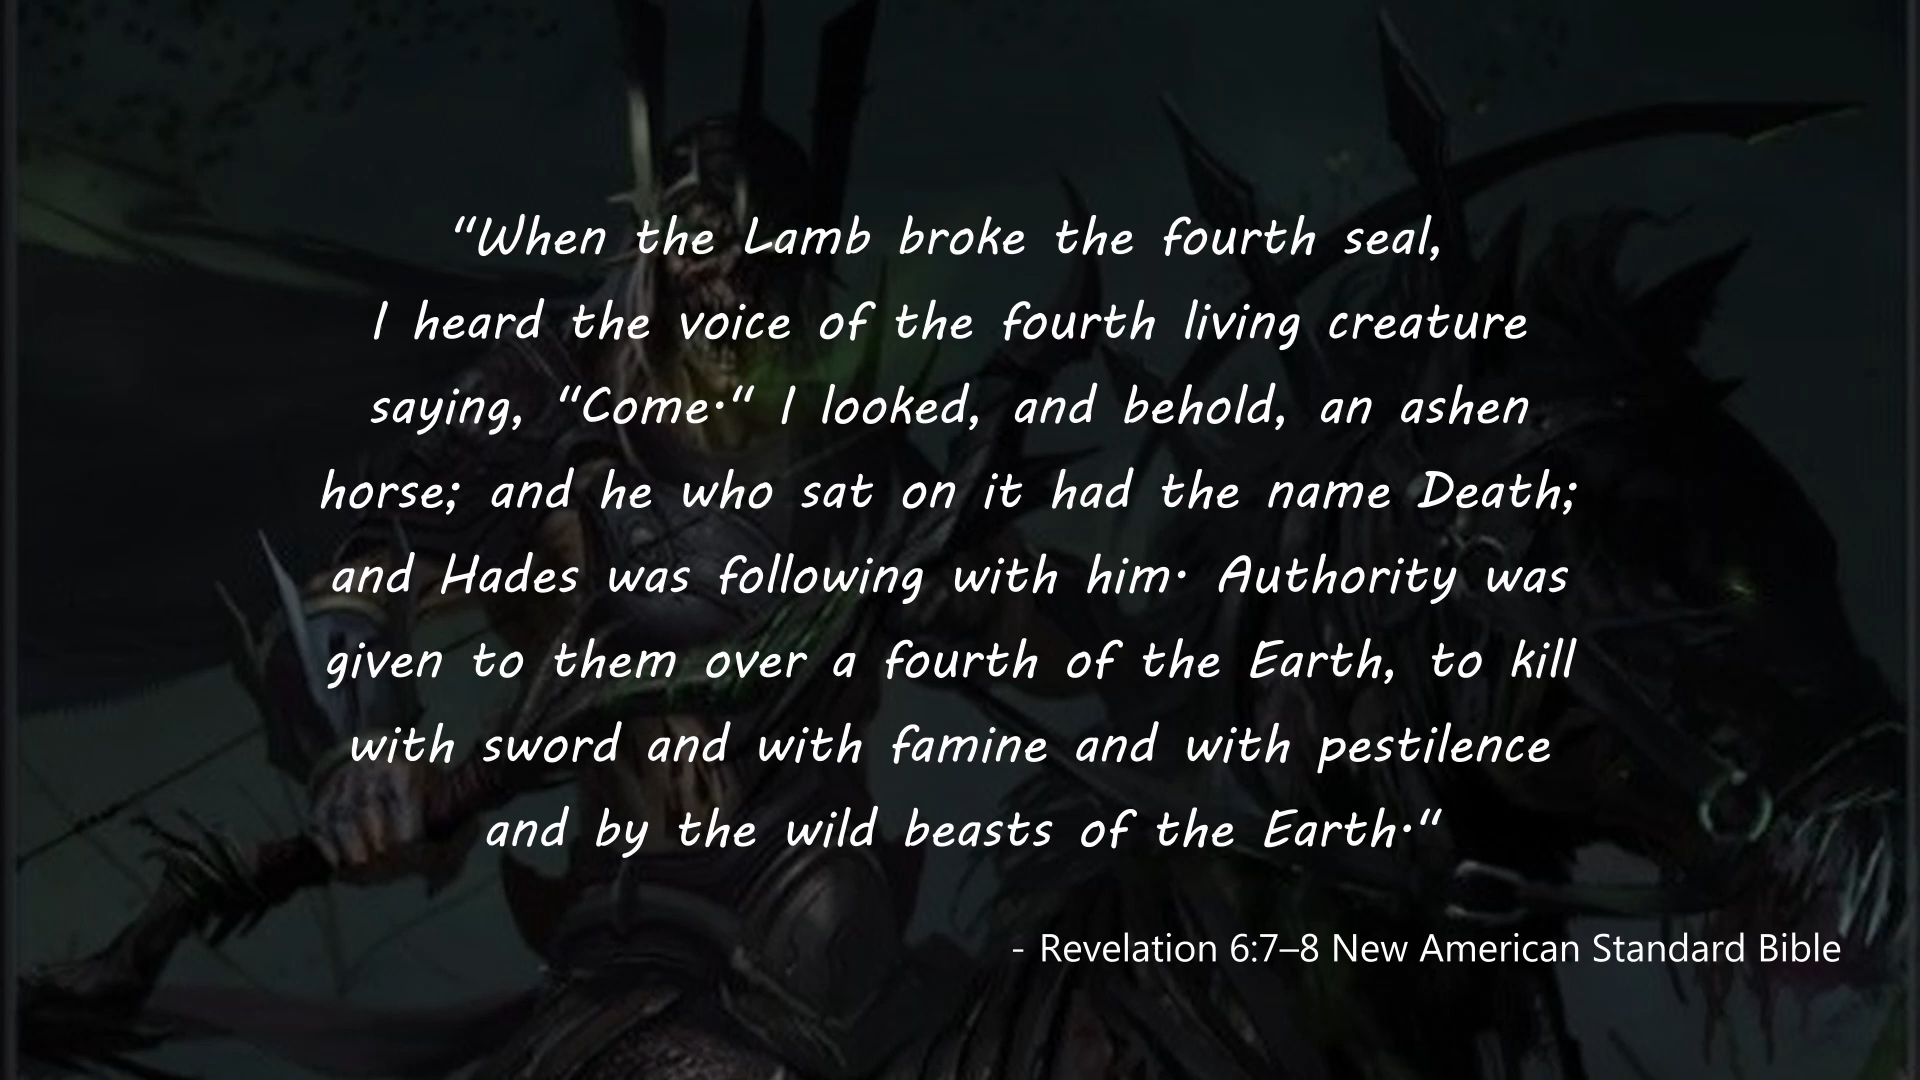 “When the Lamb broke the fourth seal,
I heard the voice of the fourth living creature
saying, “Come.“ I looked, and behold, an ashen
horse; and he who sat on it had the name Death;
and Hades was following with him. Authority was
given to them over a fourth of the Earth, to kill
with sword and with famine and with pestilence
and by the wild beasts of the Earth.“
- Revelation 6:7–8 New American Standard Bible